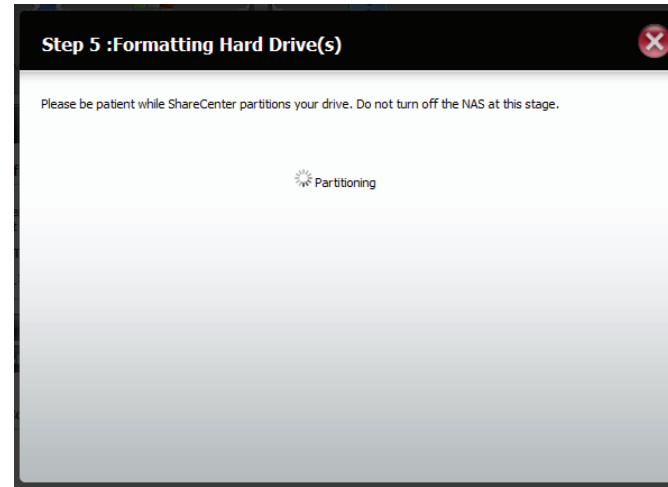 Step 5 :Formatting Hard Drive(s)
Please be patient while ShareCenter partitions your drive. Do not turn off the NAS at this stage.
Partitioning